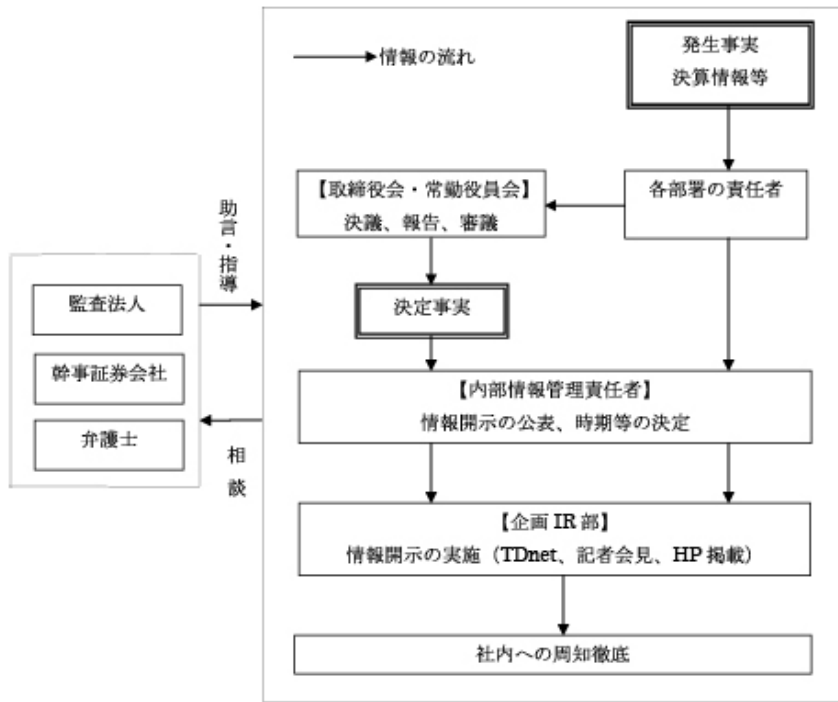 情報の流れ
発生事実
決算情報等
【取締役会・常勤役員会】
決議、報告、審議
各部署の責任者
助言・指導
監査法人
幹事証券会社
弁護士
相談
決定事実
【内部情報管理責任者】
情報開示の公表、時期等の決定
【企画 IR 部】
情報開示の実施（TDnet、記者会見、HP 掲載）
社内への周知徹底